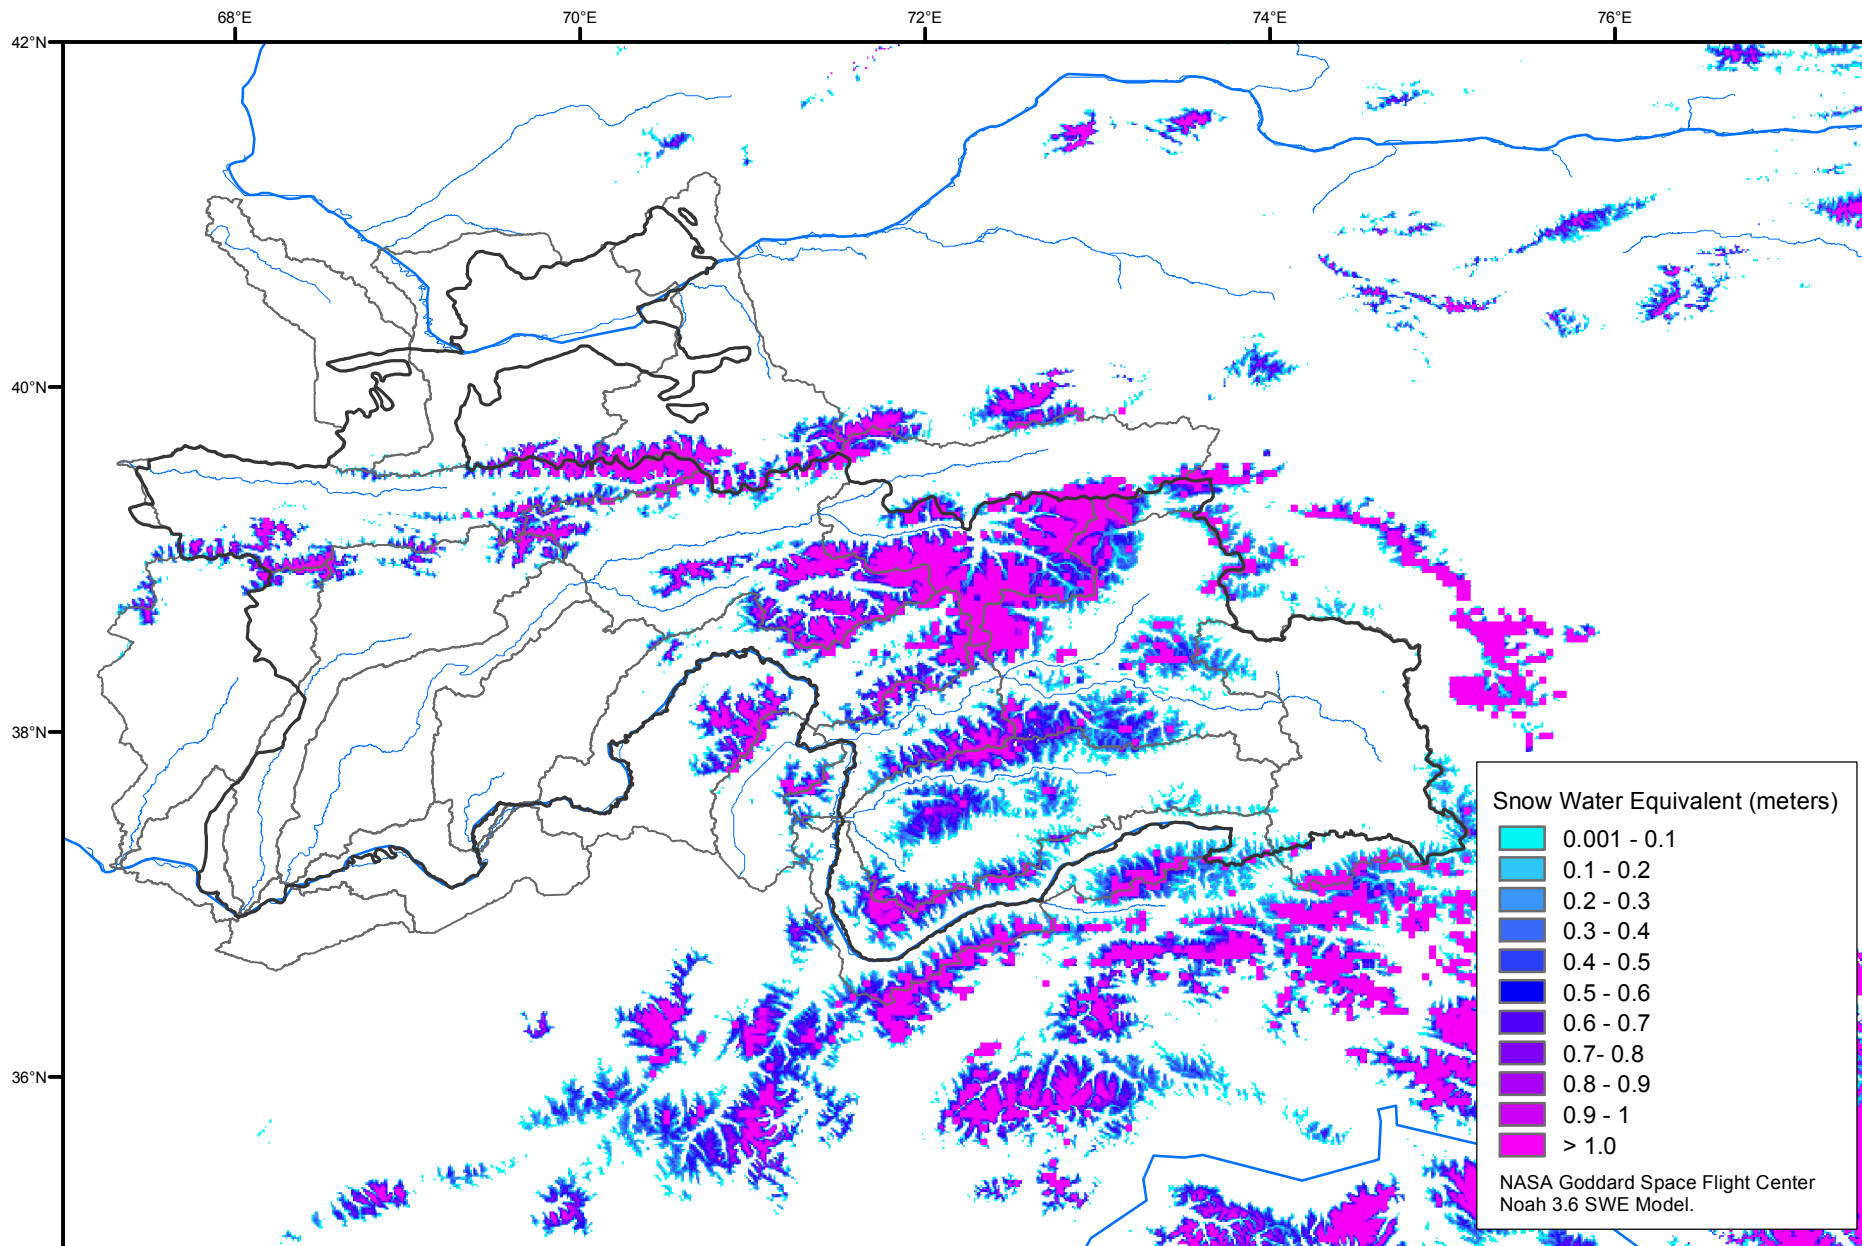 68°E
70°E
72°E
74°E
76°E
42°N
40°N
38°N
36°N
Snow Water Equivalent (meters)
0.001 - 0.1
0.1 - 0.2
0.2 - 0.3
0.3 - 0.4
0.4 - 0.5
0.5 - 0.6
0.6 - 0.7
0.7- 0.8
0.8 - 0.9
0.9 - 1
> 1.0
NASA Goddard Space Flight Center
Noah 3.6 SWE Model.